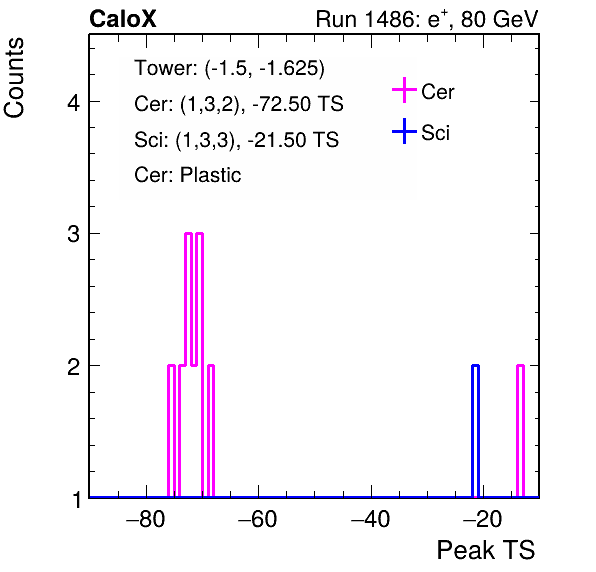 CaloX Run 1486: e+, 80 GeV
Counts
Tower: (-1.5, -1.625)
Cer: (1,3,2), -72.50 TS
Sci: (1,3,3), -21.50 TS
Cer: Plastic
Cer
Sci
4
3
2
1
−80 −60 −40 −20
Peak TS